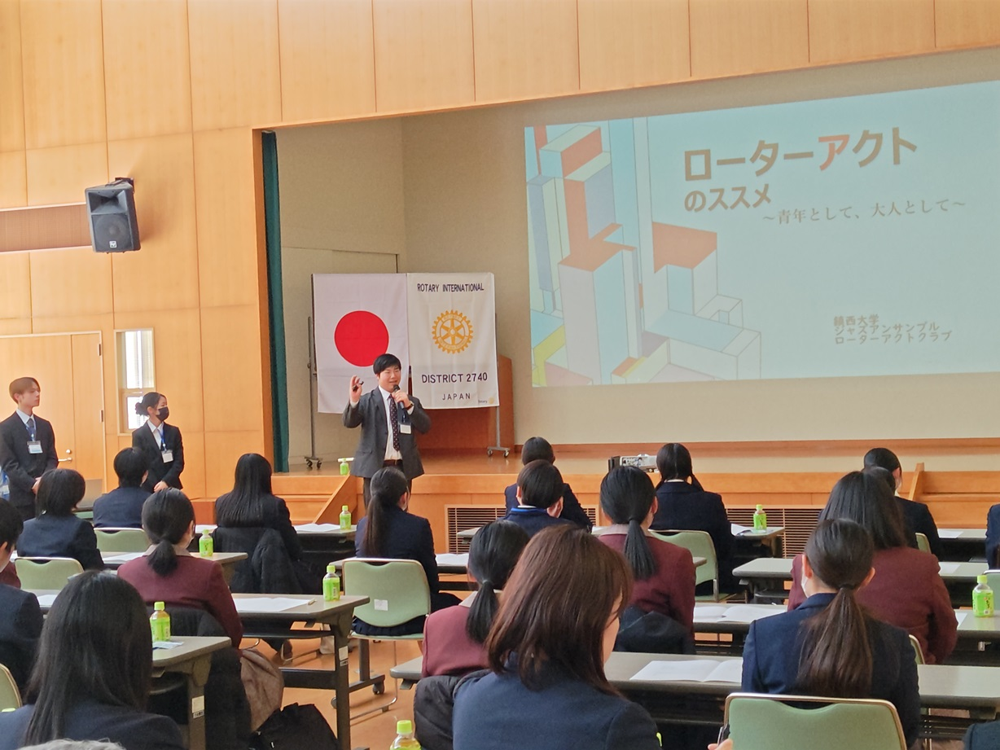 ローターアクト
のススメ
～青年として、大人として～
鎮西大学
ジャスアンサンブル
ローターアクトクラブ
ROTARY INTERNATIONAL
DISTRICT 2740
JAPAN